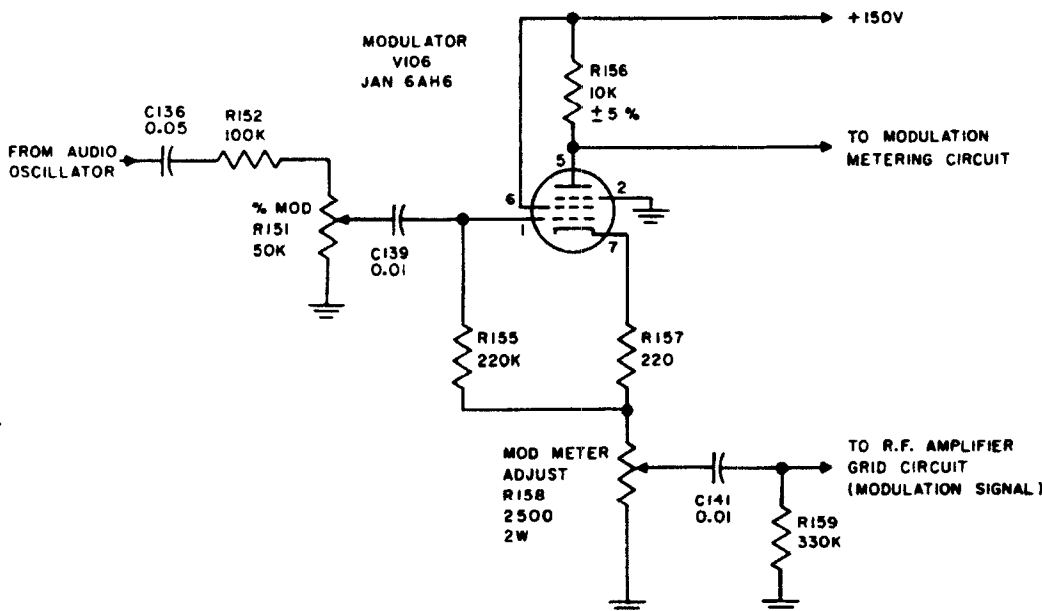 +150V
MODULATOR
V106
JAN 6AH6
R156
10K
± 5 %
C136
0.05
R152
100K
FROM AUDIO
OSCILLATOR
TO MODULATION
METERING CIRCUIT
5
2
6
1
7
% MOD
R151
50K
C139
0.01
R155
220K
R157
220
MOD METER
ADJUST
R158
2500
2W
C141
0.01
TO R.F. AMPLIFIER
GRID CIRCUIT
(MODULATION SIGNAL)
R159
330K